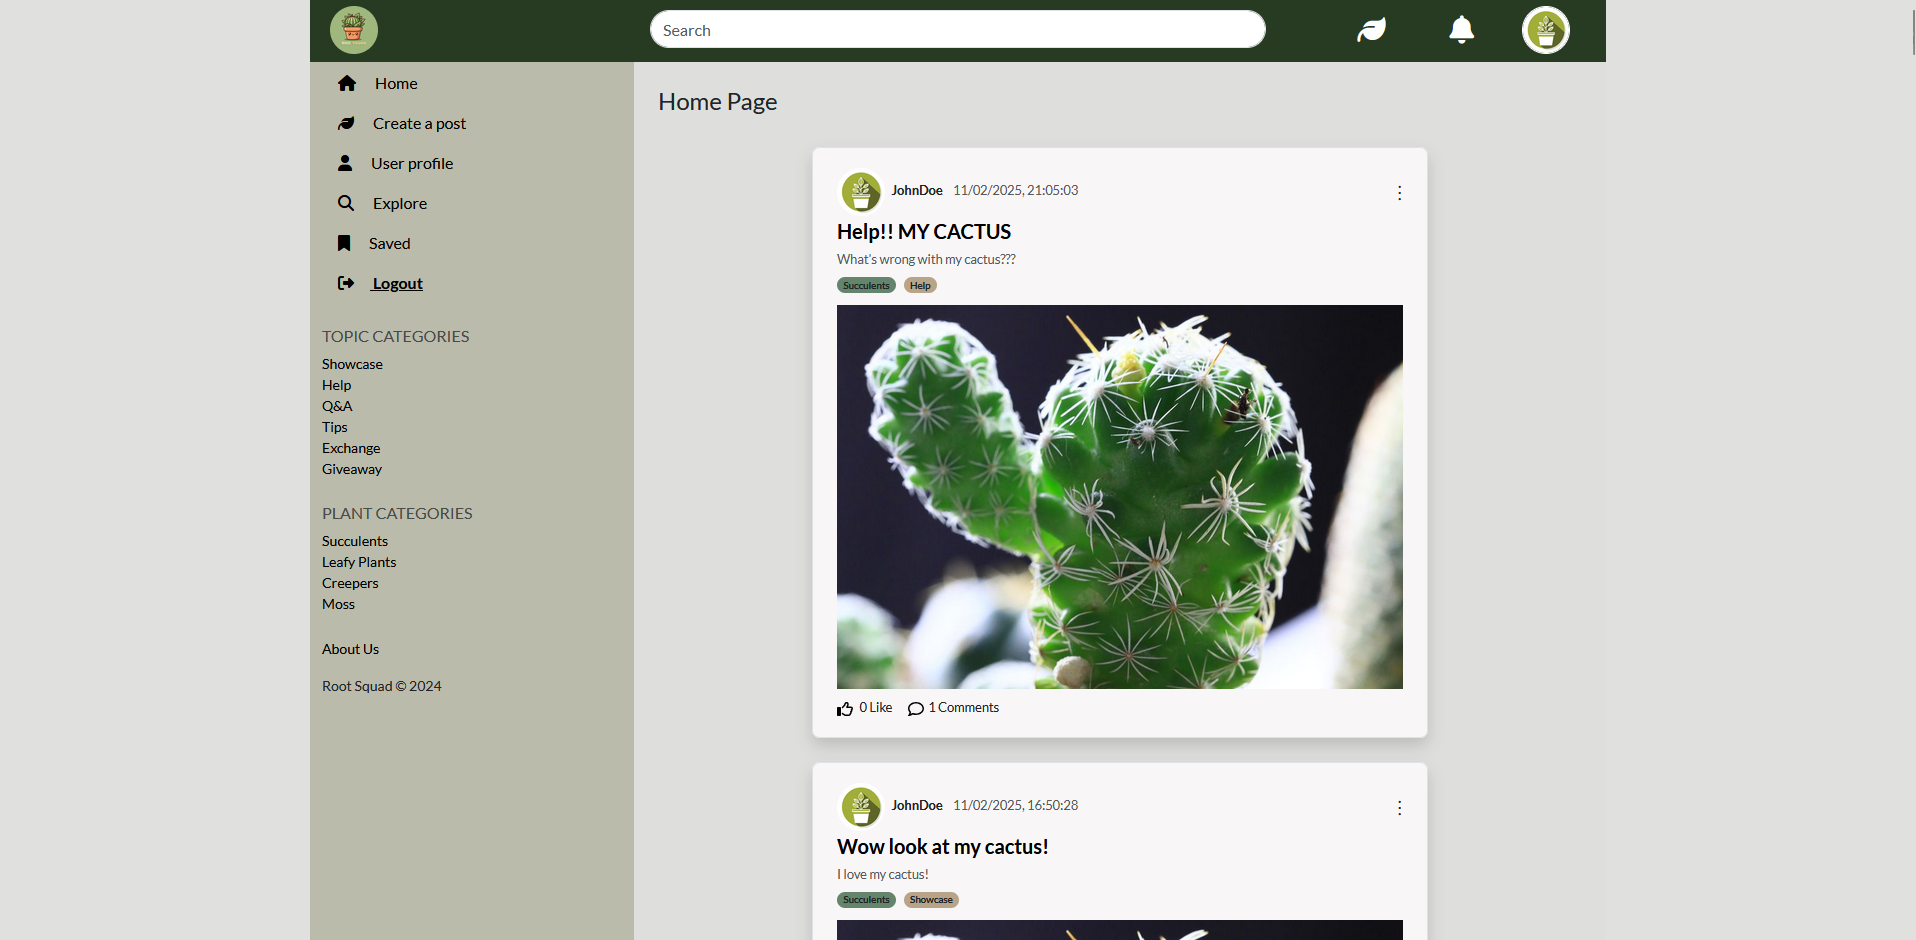 Search
Home
Create a post
User profile
Explore
Saved
Logout
TOPIC CATEGORIES
Showcase
Help
Q&A
Tips
Exchange
Giveaway
PLANT CATEGORIES
Succulents
Leafy Plants
Creepers
Moss
About Us
Root Squad © 2024
Home Page
JohnDoe 11/02/2025, 21:05:03
Help!! MY CACTUS
What's wrong with my cactus???
Succulents Help
0 Like 1 Comments
JohnDoe 11/02/2025, 16:50:28
Wow look at my cactus!
I love my cactus!
Succulents Showcase